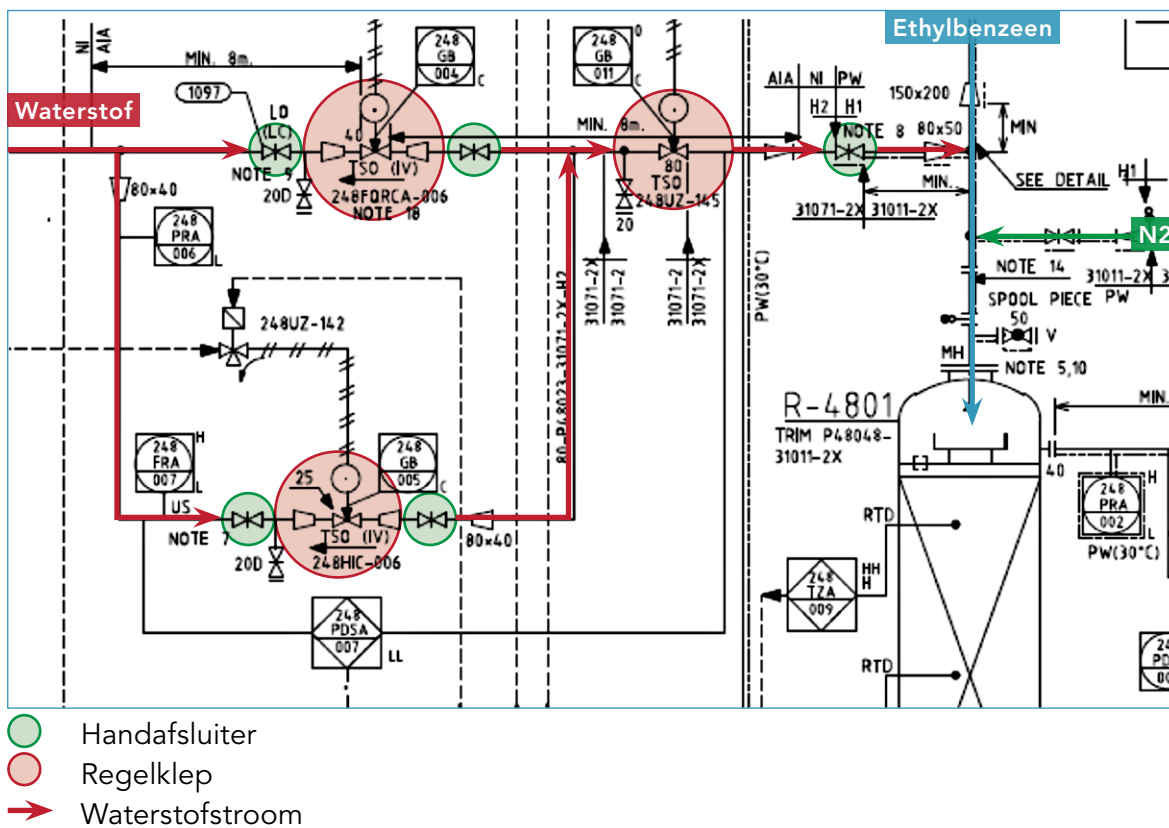 Ethylbenzeen
Waterstof
N2
NI
AIA
MIN. 8m.
1097
LO
(LC)
40
248
GB
004
C
248
GB
011
O
C
MIN. 8m.
AIA
NI
PW
H2
H1
150x200
NOTE 8
80x50
MIN
SEE DETAIL
H1
MIN.
NOTE 5
20D
TSO (IV)
248FQRCA-006
NOTE 18
80
TSO
248UZ-145
20
31071-2X
31011-2X
80x40
248
PRA
006
L
31071-2X
31071-2
31071-2
31071-2X
PW(30°C)
80-P48023-31071-2X-H2
NOTE 14
31011-2X
PW
SPOOL PIECE
50
V
MH
NOTE 5,10
248UZ-142
R-4801
TRIM P48048-
31011-2X
MIN.
40
248
FRA
007
H
L
US
NOTE 7
20D
25
248
GB
005
C
TSO (IV)
248HIC-006
80x40
248
PDSA
007
LL
RTD
248
TZA
009
HH
H
RTD
248
PRA
002
H
L
PW(30°C)
Handafsluiter
Regelklep
Waterstofstroom